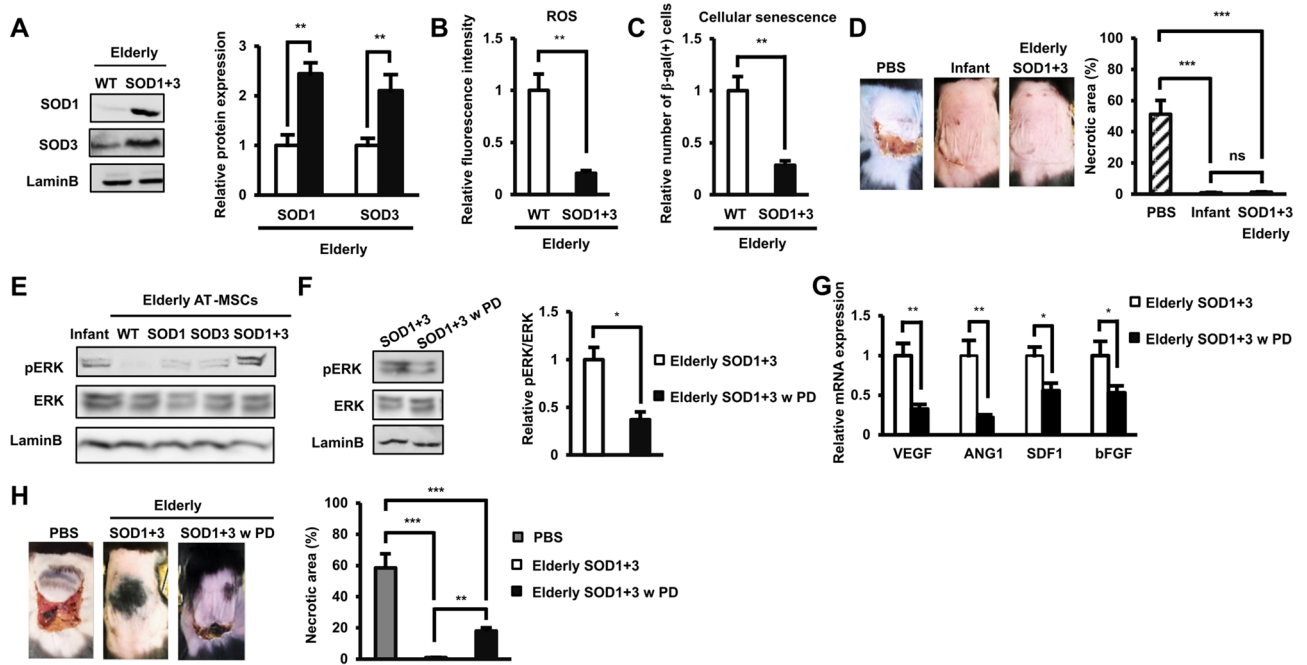 A
Elderly
WT SOD1+3
SOD1
SOD3
LaminB
Relative protein expression
3
2
1
0
**
**
SOD1 SOD3
Elderly
B
ROS
Relative fluorescence intensity
1.5
1
0.5
0
**
WT SOD1+3
Elderly
C
Cellular senescence
Relative number of β-gal(+) cells
1.5
1
0.5
0
**
WT SOD1+3
Elderly
D
Elderly
PBS Infant SOD1+3
Necrotic area (%)
100
80
60
40
20
0
***
***
ns
PBS Infant SOD1+3
Elderly
E
Elderly AT-MSCs
Infant WT SOD1 SOD3 SOD1+3
pERK
ERK
LaminB
F
SOD1+3
SOD1+3 w PD
pERK
ERK
LaminB
Relative pERK/ERK
1.5
1
0.5
0
*
Elderly SOD1+3
Elderly SOD1+3 w PD
G
Elderly SOD1+3
Elderly SOD1+3 w PD
Relative mRNA expression
1.5
1
0.5
0
**
**
*
*
VEGF ANG1 SDF1 bFGF
H
Elderly
PBS SOD1+3 SOD1+3 w PD
Necrotic area (%)
100
80
60
40
20
0
***
***
**
PBS
Elderly SOD1+3
Elderly SOD1+3 w PD